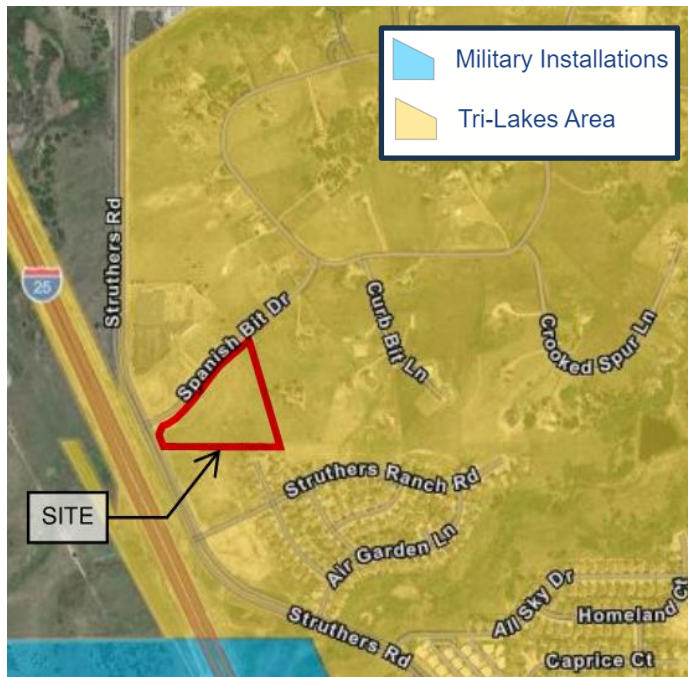 Military Installations
Tri-Lakes Area
Struthers Rd
25
Spanish Bit Dr
Curb Bit Ln
Crooked Spur Ln
SITE
Struthers Ranch Rd
Air Garden Ln
Struthers Rd
All Sky Dr
Homeland Ct
Caprice Ct